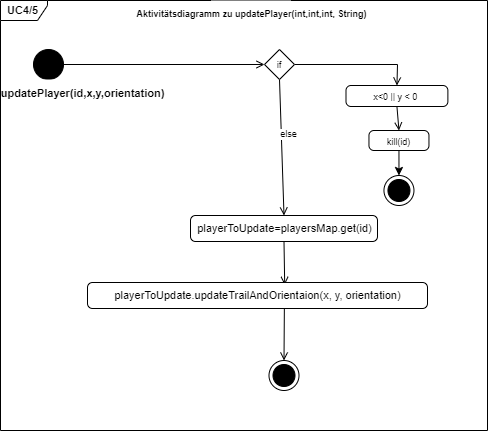 UC4/5
Aktivitätsdiagramm zu updatePlayer(int,int,int, String)
if
updatePlayer(id,x,y,orientation)
x<0 || y < 0
else
kill(id)
playerToUpdate=playersMap.get(id)
playerToUpdate.updateTrailAndOrientaion(x, y, orientation)